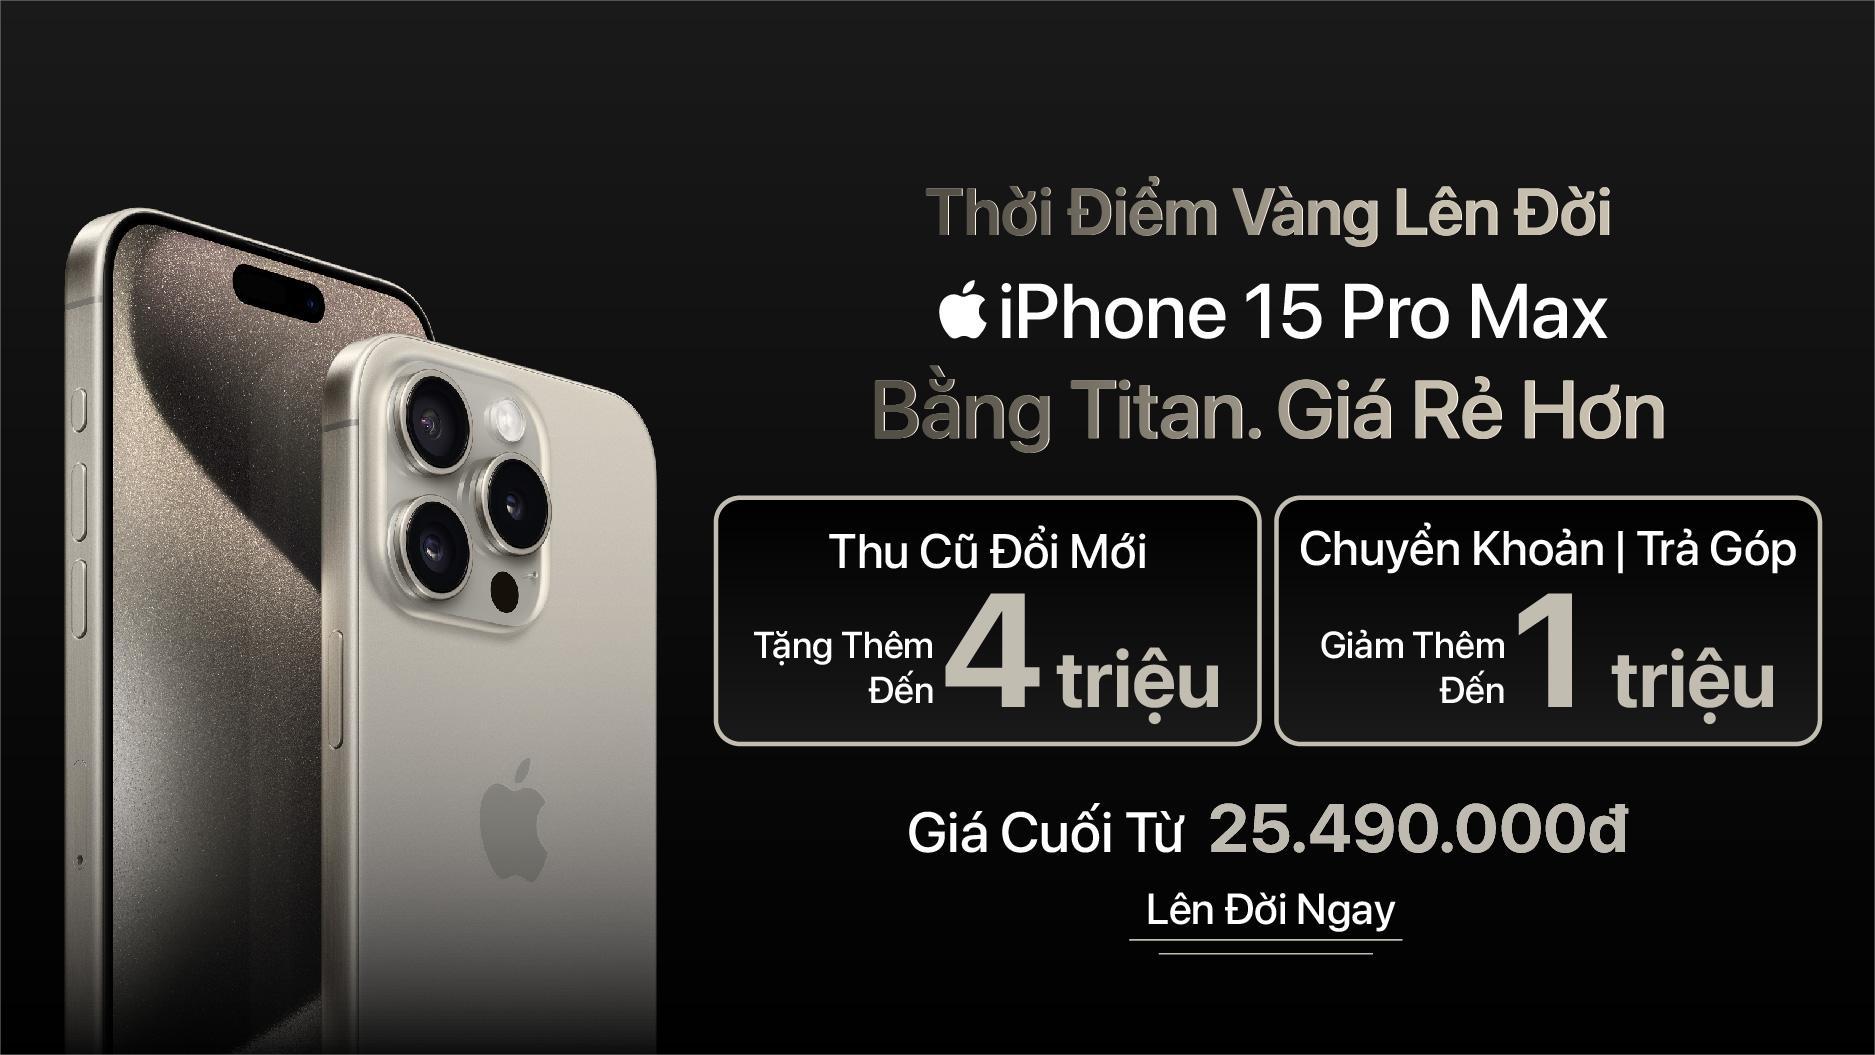 Thời Điểm Vàng Lên Đời
iPhone 15 Pro Max
Bằng Titan. Giá Rẻ Hơn
Thu Cũ Đổi Mới
Tặng Thêm
Đến 4 triệu
Chuyển Khoản | Trả Góp
Giảm Thêm
Đến 1 triệu
Giá Cuối Từ 25.490.000đ
Lên Đời Ngay